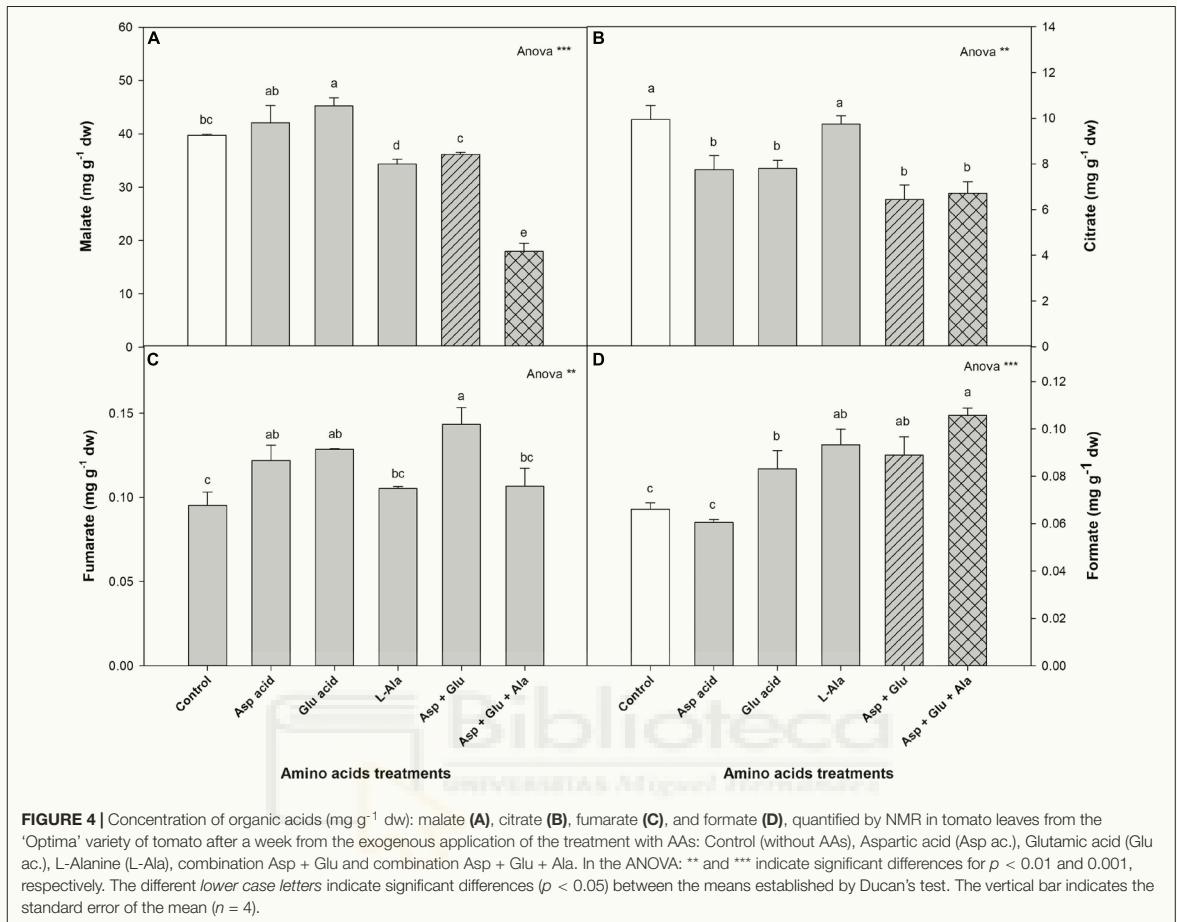 A
Anova ***
60
50
40
30
20
10
0
Malate (mg g-1 dw)
bc
ab
a
d
c
e
B
Anova **
14
12
10
8
6
4
2
0
Citrate (mg g-1 dw)
a
b
b
a
b
b
C
Anova **
0.15
0.10
0.05
0.00
Fumarate (mg g-1 dw)
c
ab
ab
bc
a
bc
Control
Asp acid
Glu acid
L-Ala
Asp + Glu
Asp + Glu + Ala
Amino acids treatments
D
Anova ***
0.12
0.10
0.08
0.06
0.04
0.02
0.00
Formate (mg g-1 dw)
c
c
b
ab
ab
a
Control
Asp acid
Glu acid
L-Ala
Asp + Glu
Asp + Glu + Ala
Amino acids treatments
Biblioteca
FIGURE 4 | Concentration of organic acids (mg g-1 dw): malate (A), citrate (B), fumarate (C), and formate (D), quantified by NMR in tomato leaves from the
'Optima' variety of tomato after a week from the exogenous application of the treatment with AAs: Control (without AAs), Aspartic acid (Asp ac.), Glutamic acid (Glu
ac.), L-Alanine (L-Ala), combination Asp + Glu and combination Asp + Glu + Ala. In the ANOVA: ** and *** indicate significant differences for p < 0.01 and 0.001,
respectively. The different lower case letters indicate significant differences (p < 0.05) between the means established by Ducan's test. The vertical bar indicates the
standard error of the mean (n = 4).